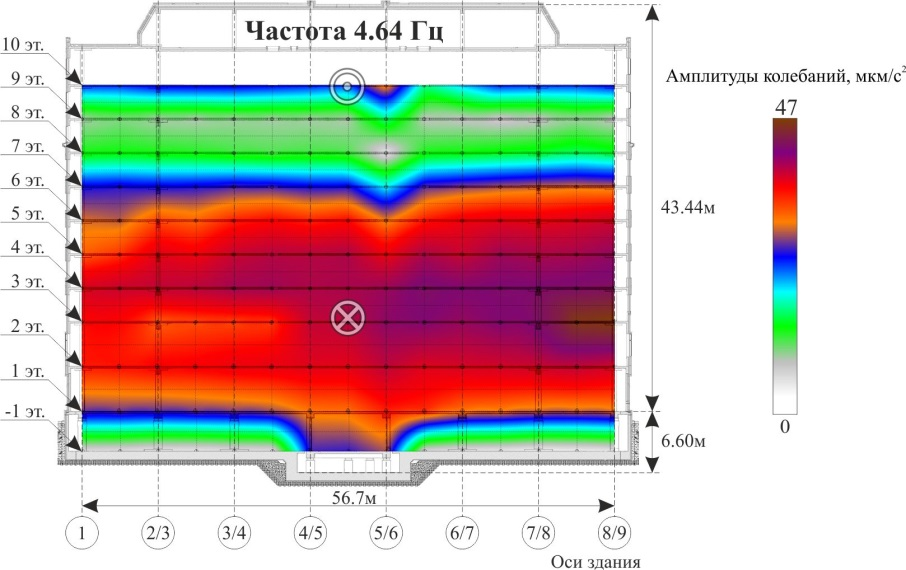 Частота 4.64 Гц
10 эт.
9 эт.
8 эт.
7 эт.
6 эт.
5 эт.
4 эт.
3 эт.
2 эт.
1 эт.
-1 эт.
43.44м
6.60м
56.7м
1 2/3 3/4 4/5 5/6 6/7 7/8 8/9
Оси здания
Амплитуды колебаний, мкм/с²
47
0